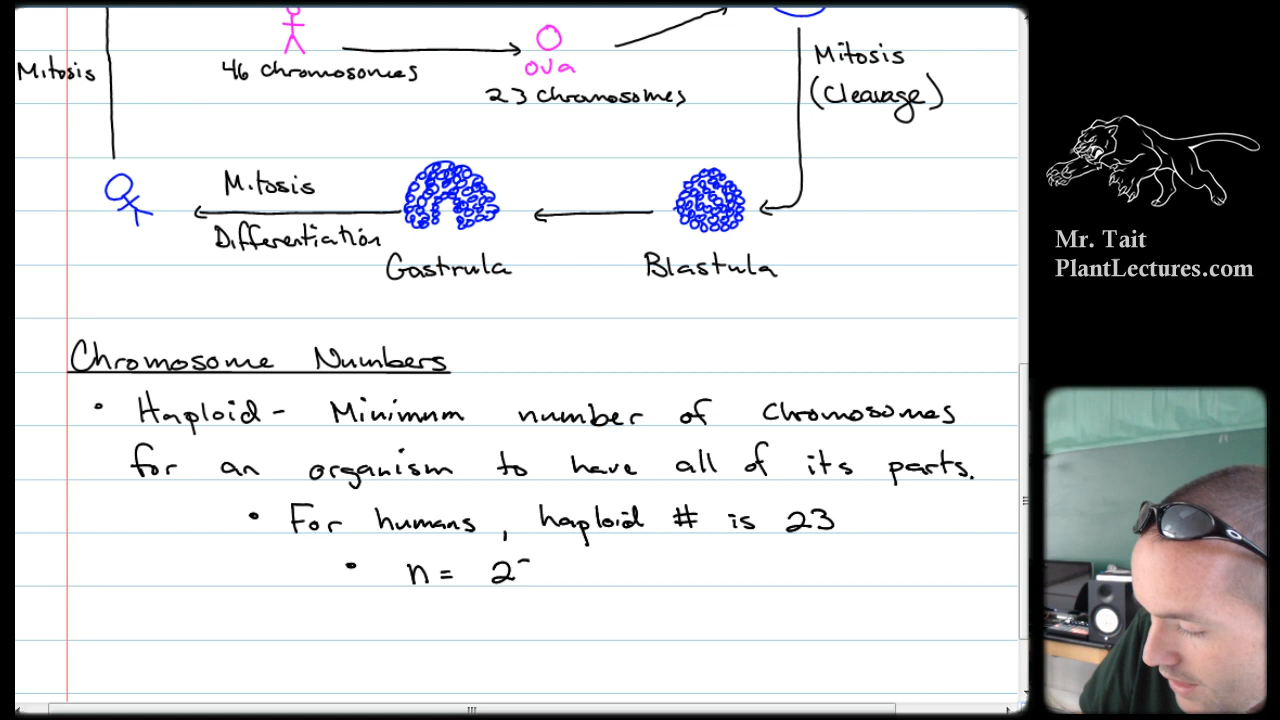 Mitosis
46 chromosomes
ova
23 chromosomes
Mitosis
(Cleavage)
Mitosis
Differentiation
Gastrula
Blastula
Mr. Tait
PlantLectures.com
Chromosome Numbers
• Haploid - Minimum number of chromosomes
for an organism to have all of its parts.
• For humans, haploid # is 23
• n = 2